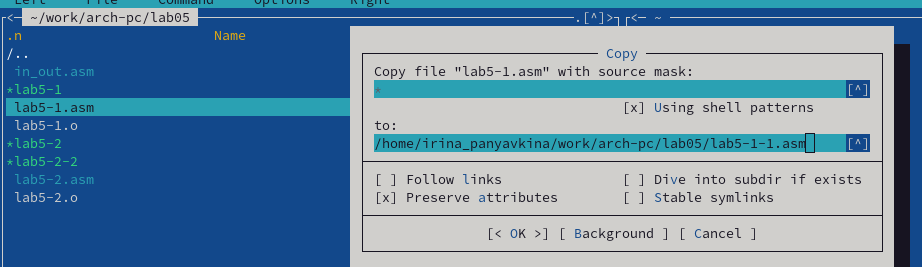 Left File Command Options Right
<─ ~/work/arch-pc/lab05 .[^]> <─ ~
.n Name
/..
in_out.asm
*lab5-1
lab5-1.asm
lab5-1.o
*lab5-2
*lab5-2-2
lab5-2.asm
lab5-2.o
Copy
Copy file "lab5-1.asm" with source mask:
* [^]
[x] Using shell patterns
to:
/home/irina_panyavkina/work/arch-pc/lab05/lab5-1-1.asm [^]
[ ] Follow links [ ] Dive into subdir if exists
[x] Preserve attributes [ ] Stable symlinks
[< OK >] [ Background ] [ Cancel ]